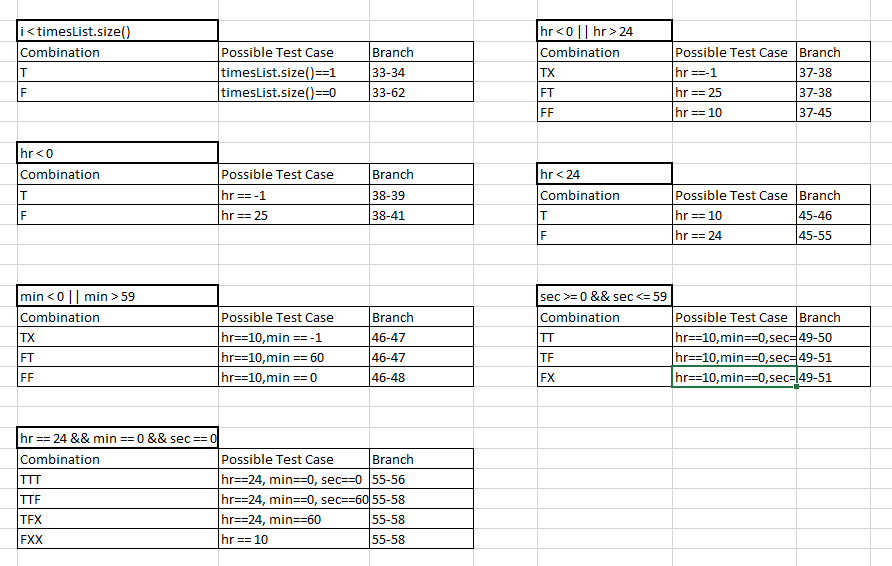 i < timesList.size()
Combination Possible Test Case Branch
T timesList.size()==1 33-34
F timesList.size()==0 33-62
hr < 0 || hr > 24
Combination Possible Test Case Branch
TX hr ==-1 37-38
FT hr == 25 37-38
FF hr == 10 37-45
hr < 0
Combination Possible Test Case Branch
T hr == -1 38-39
F hr == 25 38-41
hr < 24
Combination Possible Test Case Branch
T hr == 10 45-46
F hr == 24 45-55
min < 0 || min > 59
Combination Possible Test Case Branch
TX hr==10,min == -1 46-47
FT hr==10,min == 60 46-47
FF hr==10,min == 0 46-48
sec >= 0 && sec <= 59
Combination Possible Test Case Branch
TT hr==10,min==0,sec= 49-50
TF hr==10,min==0,sec= 49-51
FX hr==10,min==0,sec= 49-51
hr == 24 && min == 0 && sec == 0
Combination Possible Test Case Branch
TTT hr==24, min==0, sec==0 55-56
TTF hr==24, min==0, sec==60 55-58
TFX hr==24, min==60 55-58
FXX hr == 10 55-58